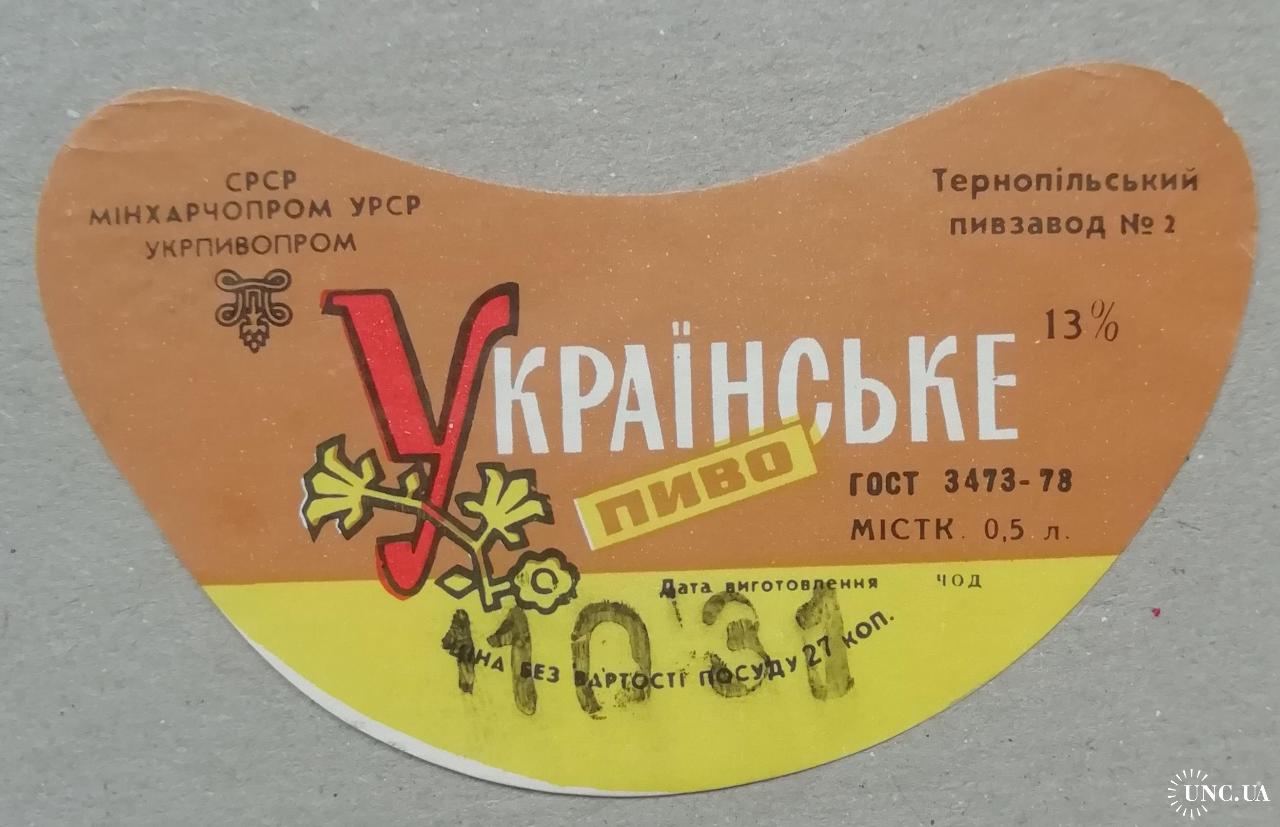 СРСР
МІНХАРЧОПРОМ УРСР
УКРПИВОПРОМ
Тернопільський
пивзавод № 2
УКРАЇНСЬКЕ
13%
ПИВО
ГОСТ 3473-78
МІСТК. 0,5 л.
Дата виготовлення ЧОД
ЦІНА БЕЗ ВАРТОСТІ ПОСУДУ 27 КОП.
UNC.UA